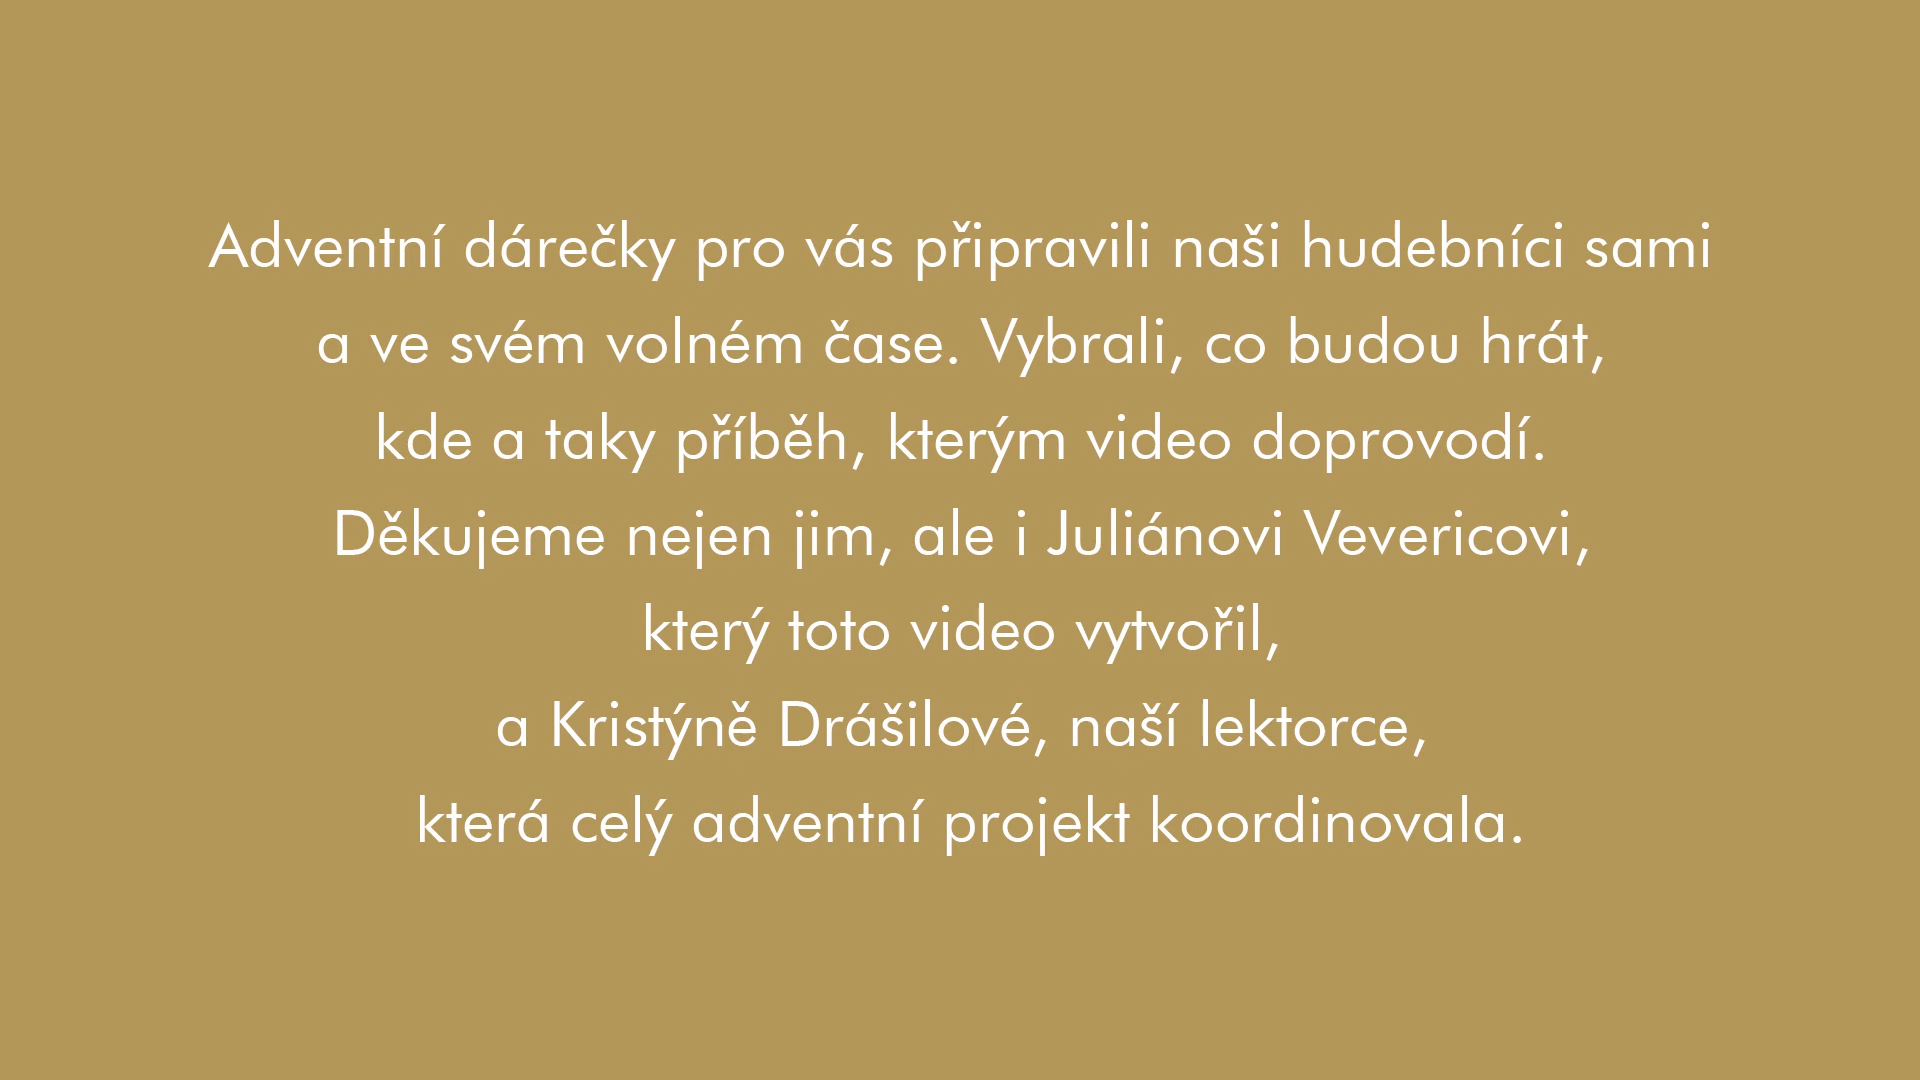 Adventní dárečky pro vás připravili naši hudebníci sami
a ve svém volném čase. Vybrali, co budou hrát,
kde a taky příběh, kterým video doprovodí.
Děkujeme nejen jim, ale i Juliánovi Vevericovi,
který toto video vytvořil,
a Kristýně Drášilové, naší lektorce,
která celý adventní projekt koordinovala.